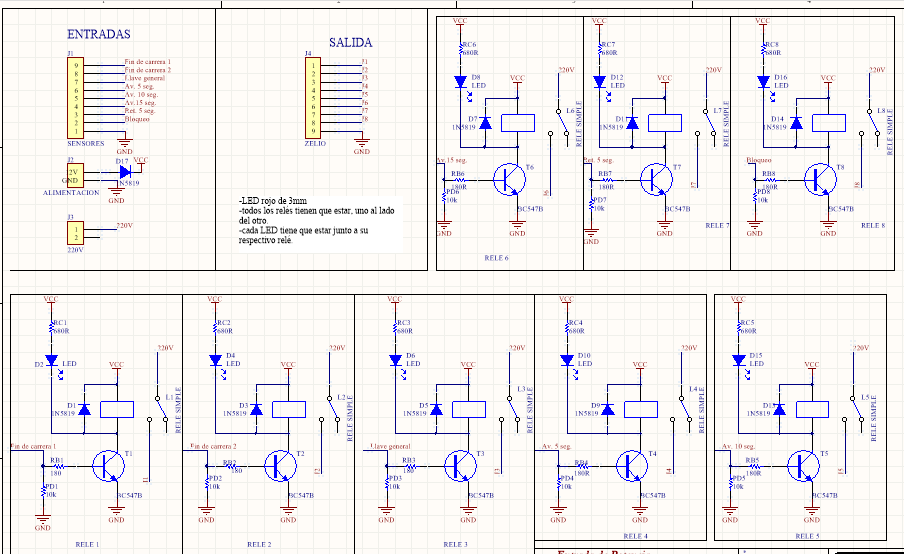 ENTRADAS
J1
9
8
7
6
5
4
3
2
1
Fin de carrera 1
Fin de carrera 2
Llave general
Av. 5 seg.
Av. 10 seg.
Av.15 seg.
Ret. 5 seg.
Bloqueo
SENSORES
GND
J2
2V
GND
ALIMENTACION
D17
VCC
N5819
GND
J3
1
2
220V
220V
SALIDA
J4
1
2
3
4
5
6
7
8
9
J1
J2
J3
J4
J5
J6
J7
J8
ZELIO
GND
-LED rojo de 3mm
-todos los relés tienen que estar, uno al lado
del otro.
-cada LED tiene que estar junto a su
respectivo relé.
VCC
RC6
680R
D8
LED
VCC
220V
D7
1N5819
L6
RELE SIMPLE
Av.15 seg.
RB6
180R
T6
J6
PD6
10k
BC547B
GND
GND
RELE 6
VCC
RC7
680R
D12
LED
VCC
220V
1N5819
L7
RELE SIMPLE
Ret. 5 seg.
RB7
180R
T7
J7
PD7
10k
BC547B
GND
GND
RELE 7
VCC
RC8
680R
D16
LED
VCC
220V
D14
1N5819
L8
RELE SIMPLE
Bloqueo
RB8
180R
T8
J8
PD8
10k
BC547B
GND
GND
RELE 8
VCC
RC1
680R
D2
LED
VCC
220V
D1
1N5819
L1
RELE SIMPLE
Fin de carrera 1
RB1
180
T1
J1
PD1
10k
BC547B
GND
GND
RELE 1
VCC
RC2
680R
D4
LED
VCC
220V
D3
1N5819
L2
RELE SIMPLE
Fin de carrera 2
RB2
180
T2
J2
PD2
10k
BC547B
GND
GND
RELE 2
VCC
RC3
680R
D6
LED
VCC
220V
D5
1N5819
L3
RELE SIMPLE
Llave general
RB3
180
T3
J3
PD3
10k
BC547B
GND
GND
RELE 3
VCC
RC4
680R
D10
LED
VCC
220V
D9
1N5819
L4
RELE SIMPLE
Av. 5 seg.
RB4
180R
T4
J4
PD4
10k
BC547B
GND
GND
RELE 4
VCC
RC5
680R
D15
LED
VCC
220V
1N5819
L5
RELE SIMPLE
Av. 10 seg.
RB5
180R
T5
J5
PD5
10k
BC547B
GND
GND
RELE 5